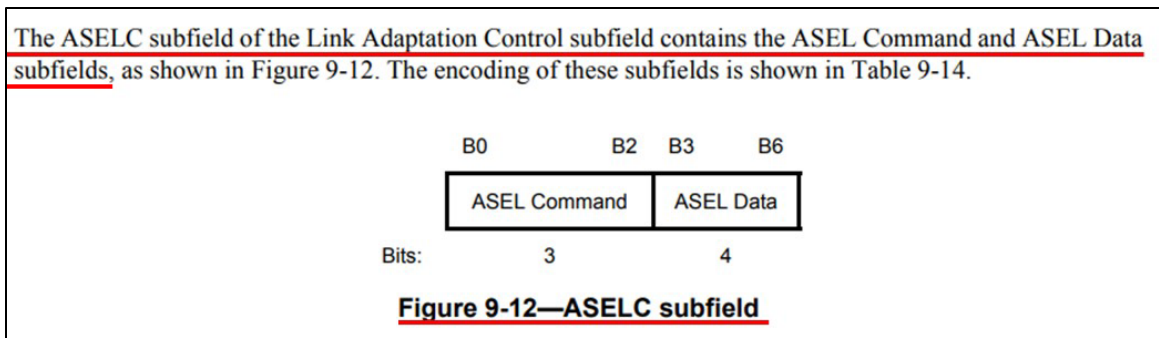 The ASELC subfield of the Link Adaptation Control subfield contains the ASEL Command and ASEL Data
subfields, as shown in Figure 9-12. The encoding of these subfields is shown in Table 9-14.
B0 B2 B3 B6
ASEL Command ASEL Data
Bits: 3 4
Figure 9-12—ASELC subfield